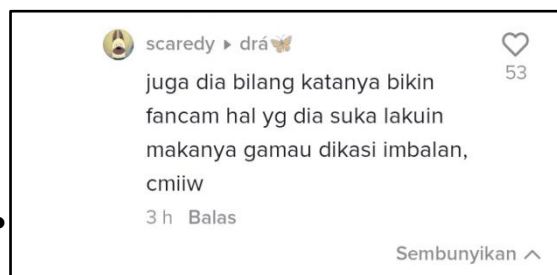 scaredy ▸ drá🦋
53
juga dia bilang katanya bikin
fancam hal yg dia suka lakuin
makanya gamau dikasi imbalan,
cmiiw
3 h Balas
Sembunyikan